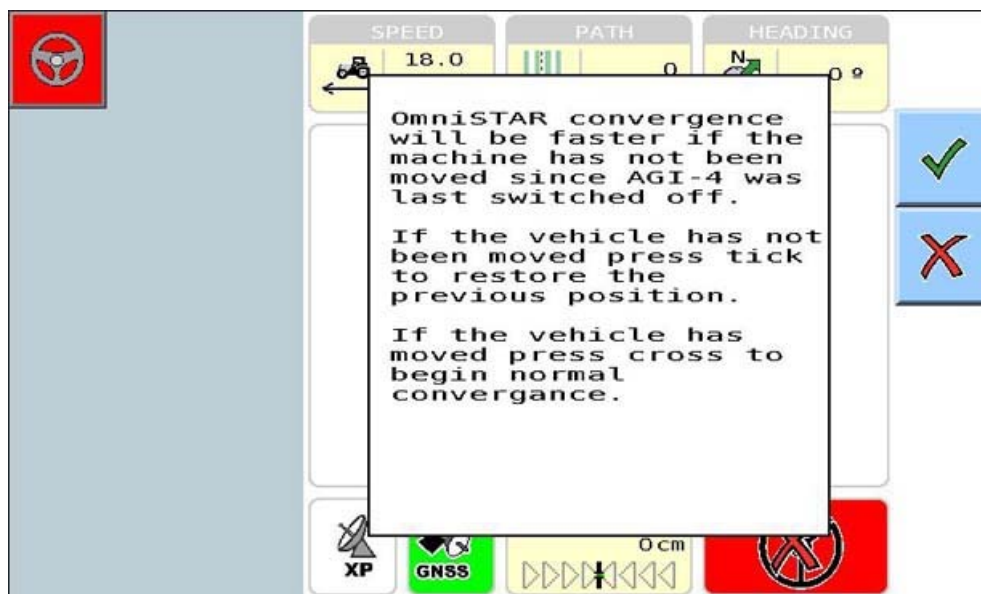 SPEED
PATH
HEADING
18.0
0
N
0 º
OmniSTAR convergence
will be faster if the
machine has not been
moved since AGI-4 was
last switched off.
If the vehicle has not
been moved press tick
to restore the
previous position.
If the vehicle has
moved press cross to
begin normal
convergance.
0 cm
XP
GNSS